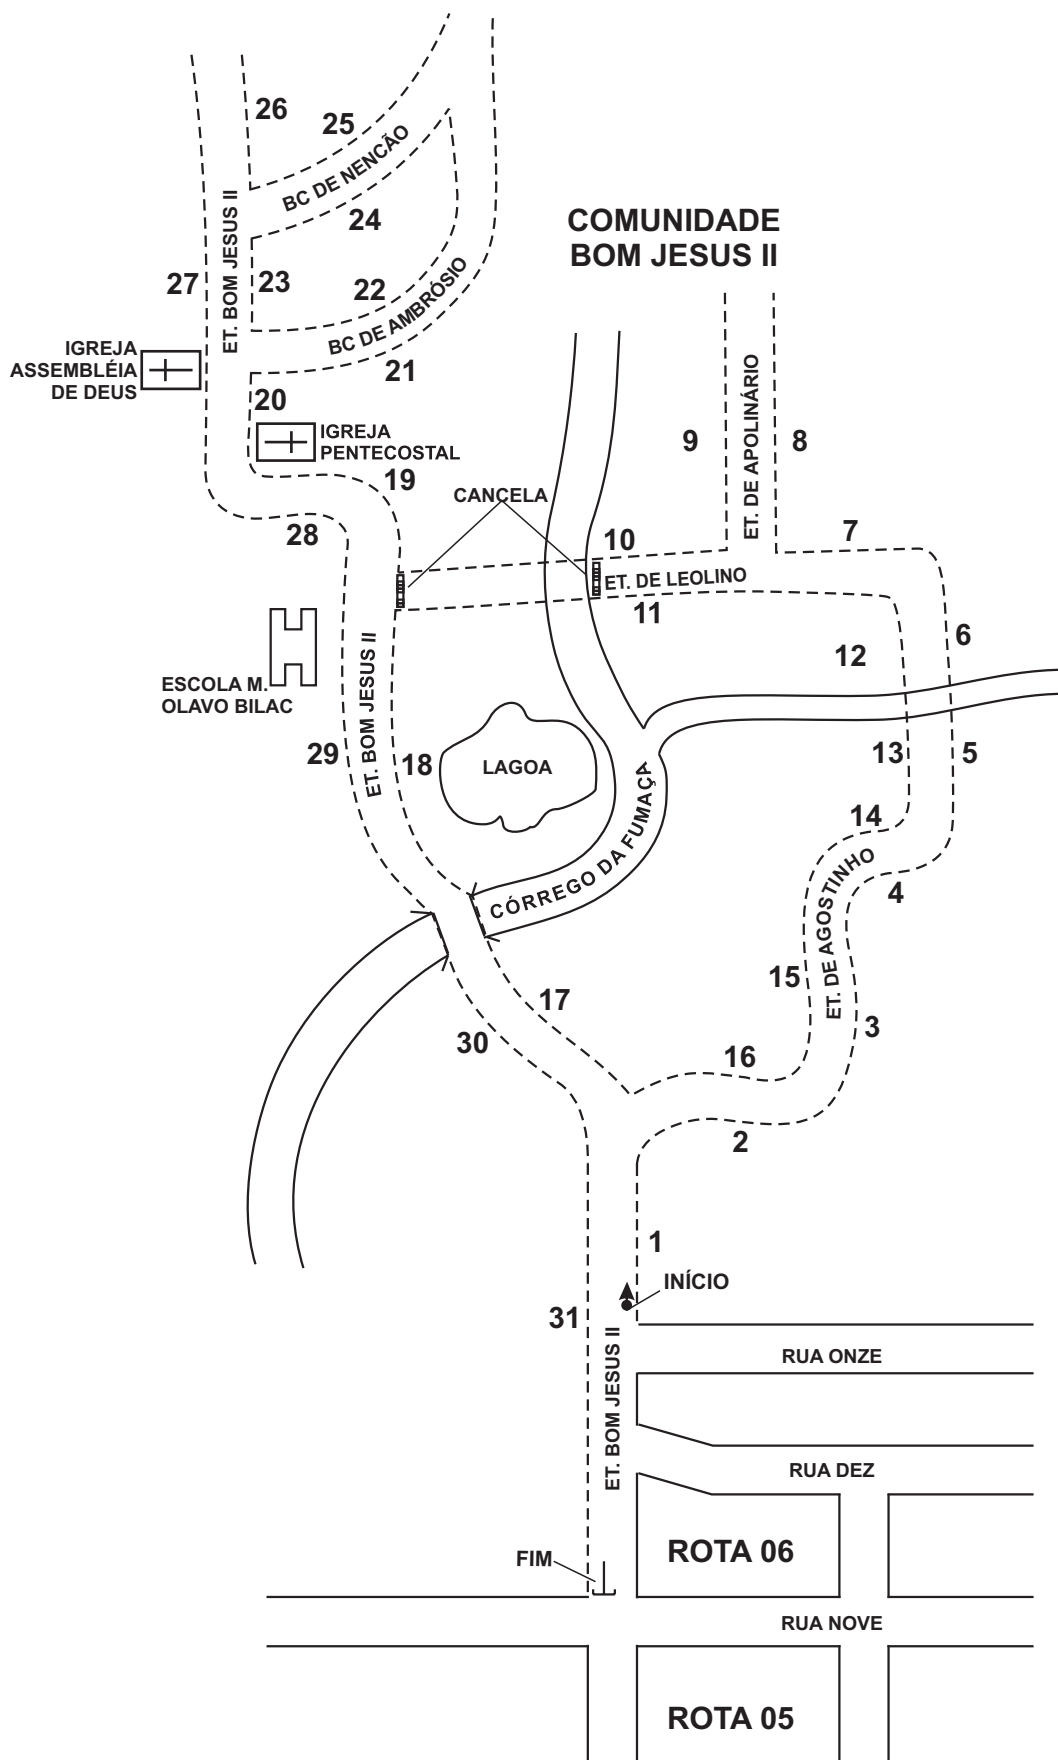 26
25
BC DE NENCÃO
24
ET. BOM JESUS II
27
23
22
BC DE AMBRÓSIO
21
COMUNIDADE
BOM JESUS II
IGREJA
ASSEMBLÉIA
DE DEUS
20
IGREJA
PENTECOSTAL
19
CANCELA
28
9
ET. DE APOLINÁRIO
8
10
7
ET. DE LEOLINO
11
6
12
ESCOLA M.
OLAVO BILAC
ET. BOM JESUS II
29
18
LAGOA
13
5
CÓRREGO DA FUMAÇA
14
4
ET. DE AGOSTINHO
15
3
17
30
16
2
1
INÍCIO
31
ET. BOM JESUS II
RUA ONZE
RUA DEZ
FIM
ROTA 06
RUA NOVE
ROTA 05